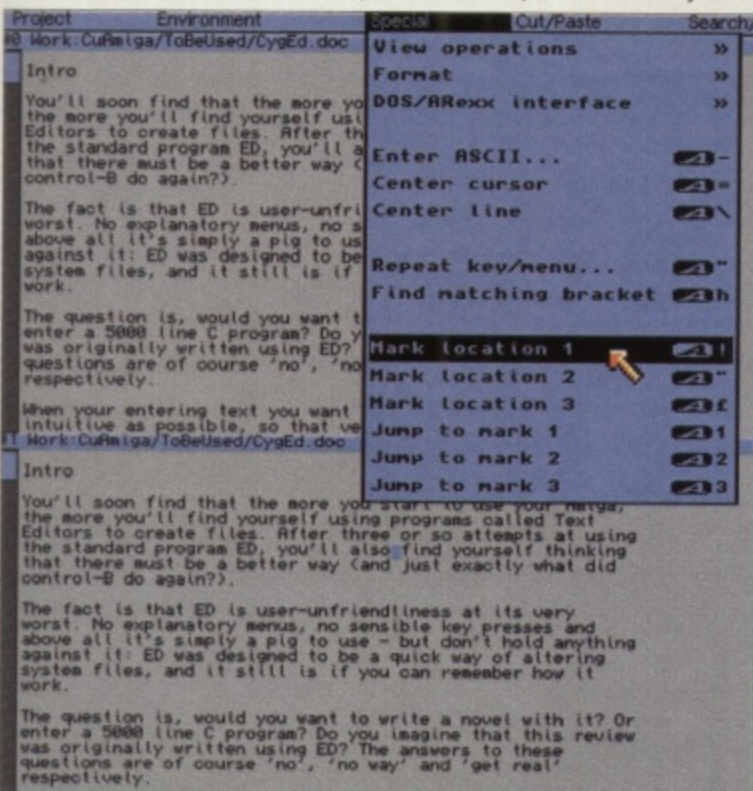 Project Environment Special Cut/Paste Search/
#0 Work:CuAmiga/ToBeUsed/CygEd.doc
Intro
You'll soon find that the more yo
the more you'll find yourself usi
Editors to create files. After th
the standard program ED, you'll a
that there must be a better way (
control-B do again?).
The fact is that ED is user-unfri
worst. No explanatory menus, no s
above all it's simply a pig to us
against it: ED was designed to be
system files, and it still is if
work.
The question is, would you want t
enter a 5000 line C program? Do y
was originally written using ED?
questions are of course 'no', 'no
respectively.
When your entering text you want
intuitive as possible, so that ve
View operations »
Format »
DOS/ARexx interface »
Enter ASCII... A -
Center cursor A =
Center line A \
Repeat key/menu... A "
Find matching bracket A h
Mark location 1 A !
Mark location 2 A "
Mark location 3 A £
Jump to mark 1 A 1
Jump to mark 2 A 2
Jump to mark 3 A 3
#1 Work:CuAmiga/ToBeUsed/CygEd.doc
Intro
You'll soon find that the more you start to use your Amiga,
the more you'll find yourself using programs called Text
Editors to create files. After three or so attempts at using
the standard program ED, you'll also find yourself thinking
that there must be a better way (and just exactly what did
control-B do again?).
The fact is that ED is user-unfriendliness at its very
worst. No explanatory menus, no sensible key presses and
above all it's simply a pig to use - but don't hold anything
against it: ED was designed to be a quick way of altering
system files, and it still is if you can remember how it
work.
The question is, would you want to write a novel with it? Or
enter a 5000 line C program? Do you imagine that this review
was originally written using ED? The answers to these
questions are of course 'no', 'no way' and 'get real'
respectively.